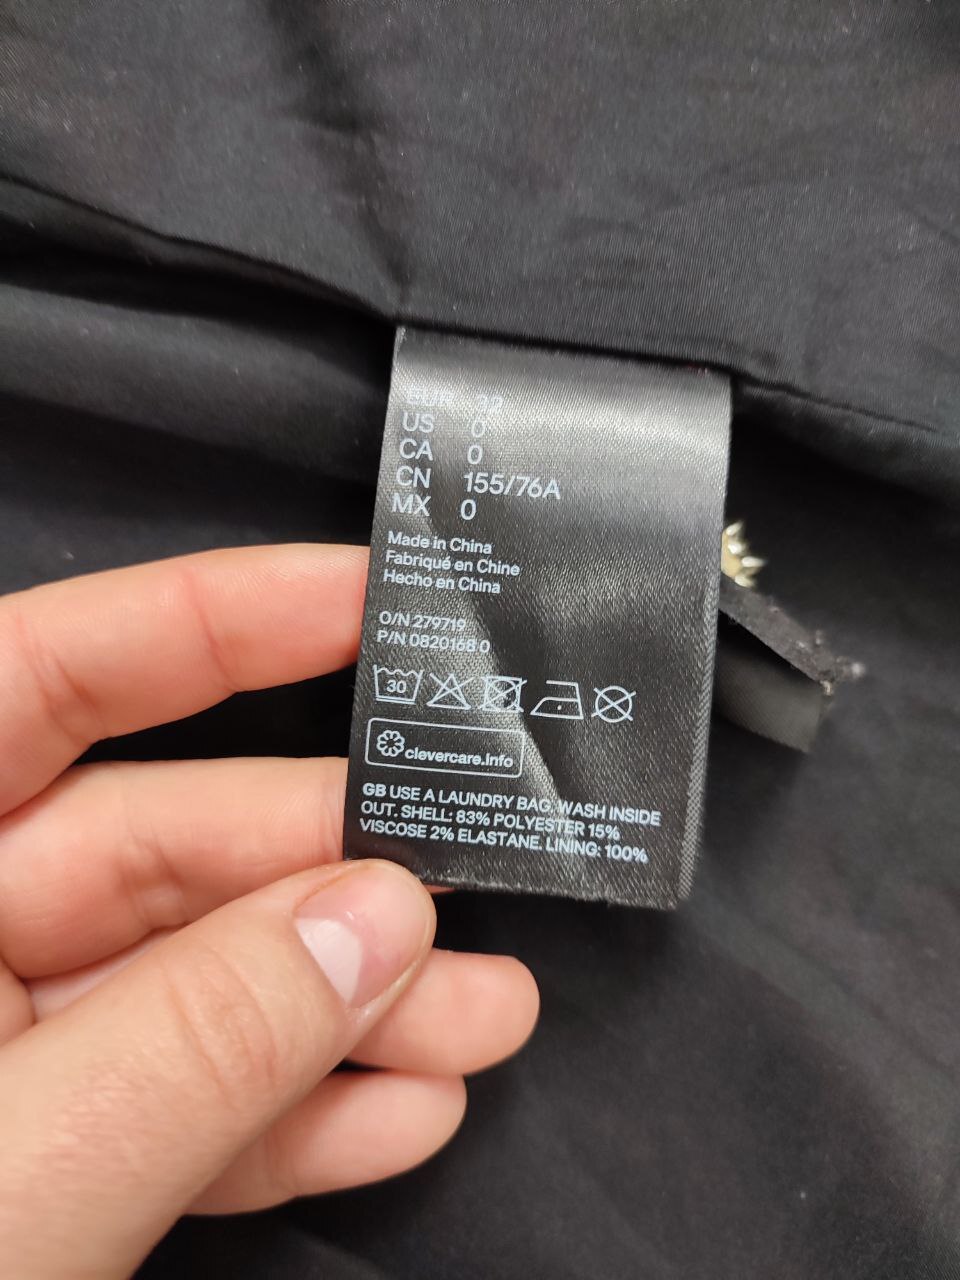 EUR 32
US 0
CA 0
CN 155/76A
MX 0
Made in China
Fabriqué en Chine
Hecho en China
O/N 279719
P/N 0820168 0
30
clevercare.info
GB USE A LAUNDRY BAG, WASH INSIDE
OUT. SHELL: 83% POLYESTER 15%
VISCOSE 2% ELASTANE. LINING: 100%